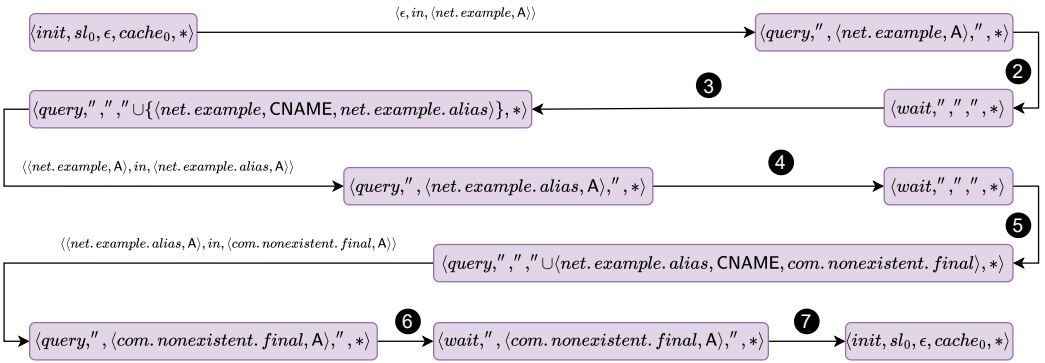 ⟨ϵ, in, ⟨net.example, A⟩⟩
⟨init, sl₀, ϵ, cache₀, *⟩
⟨query,″ , ⟨net.example, A⟩,″ , *⟩
2
3
⟨query,″ ,″ ,″ ∪{⟨net.example, CNAME, net.example.alias⟩}, *⟩
⟨wait,″ ,″ ,″ , *⟩
⟨⟨net.example, A⟩, in, ⟨net.example.alias, A⟩⟩
4
⟨query,″ , ⟨net.example.alias, A⟩,″ , *⟩
⟨wait,″ ,″ ,″ , *⟩
5
⟨⟨net.example.alias, A⟩, in, ⟨com.nonexistent.final, A⟩⟩
⟨query,″ ,″ ,″ ∪⟨net.example.alias, CNAME, com.nonexistent.final⟩, *⟩
6
7
⟨query,″ , ⟨com.nonexistent.final, A⟩,″ , *⟩
⟨wait,″ , ⟨com.nonexistent.final, A⟩,″ , *⟩
⟨init, sl₀, ϵ, cache₀, *⟩